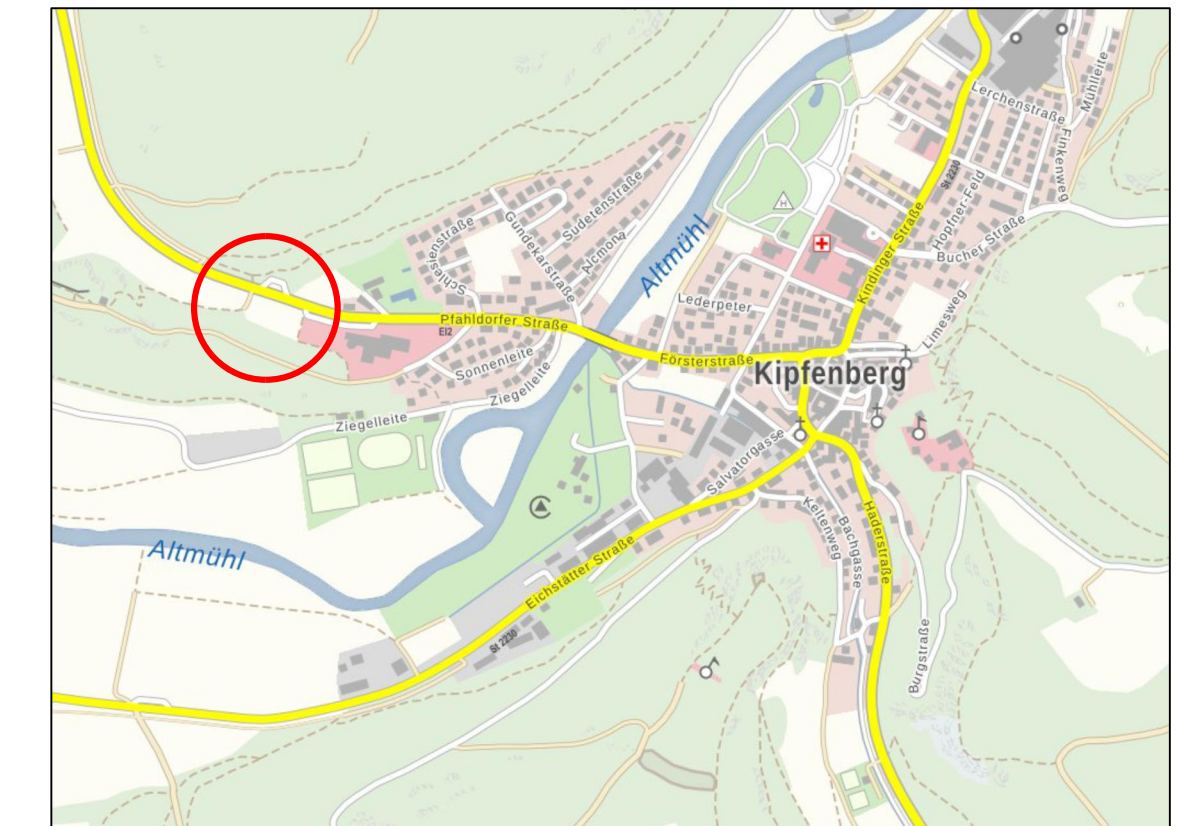 Lerchenstraße
Mühlleite
Finkenweg
St 2230
Hopfner-Feld
Bucher Straße
Kindinger Straße
Sudetenstraße
Gundekarstraße
Schlesienstraße
Alcmona
Altmühl
H
Lederpeter
Limesweg
Pfahldorfer Straße
EI2
Försterstraße
Kipfenberg
Sonnenleite
Ziegelleite
Ziegelleite
Salvatorgasse
Keltenweg
Bachgasse
Haderstraße
Altmühl
Eichstätter Straße
St 2230
Burgstraße